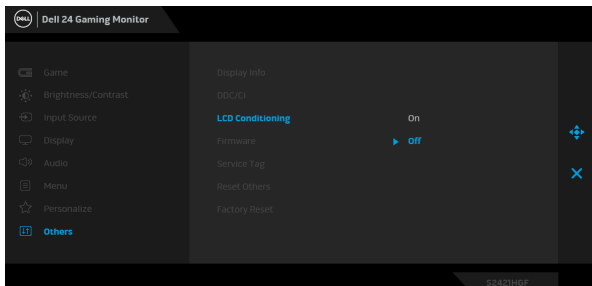 DELL Dell 24 Gaming Monitor
Game
Display Info
Brightness/Contrast
DDC/CI
Input Source
LCD Conditioning
On
Display
Firmware
Off
Audio
Service Tag
Menu
Reset Others
Personalize
Factory Reset
Others
S2421HGF